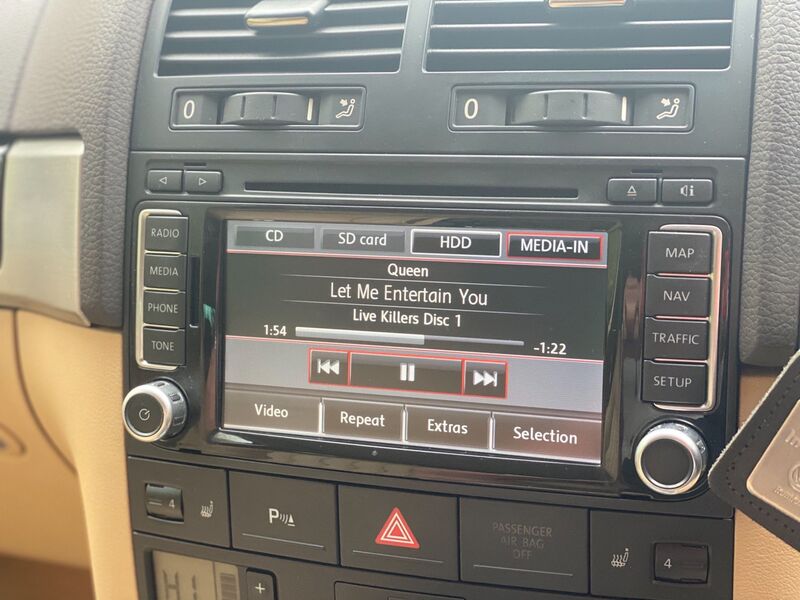 0 0
RADIO
MEDIA
PHONE
TONE
CD SD card HDD MEDIA-IN
Queen
Let Me Entertain You
Live Killers Disc 1
1:54 -1:22
Video Repeat Extras Selection
MAP
NAV
TRAFFIC
SETUP
4 P
PASSENGER
AIR BAG
OFF
4